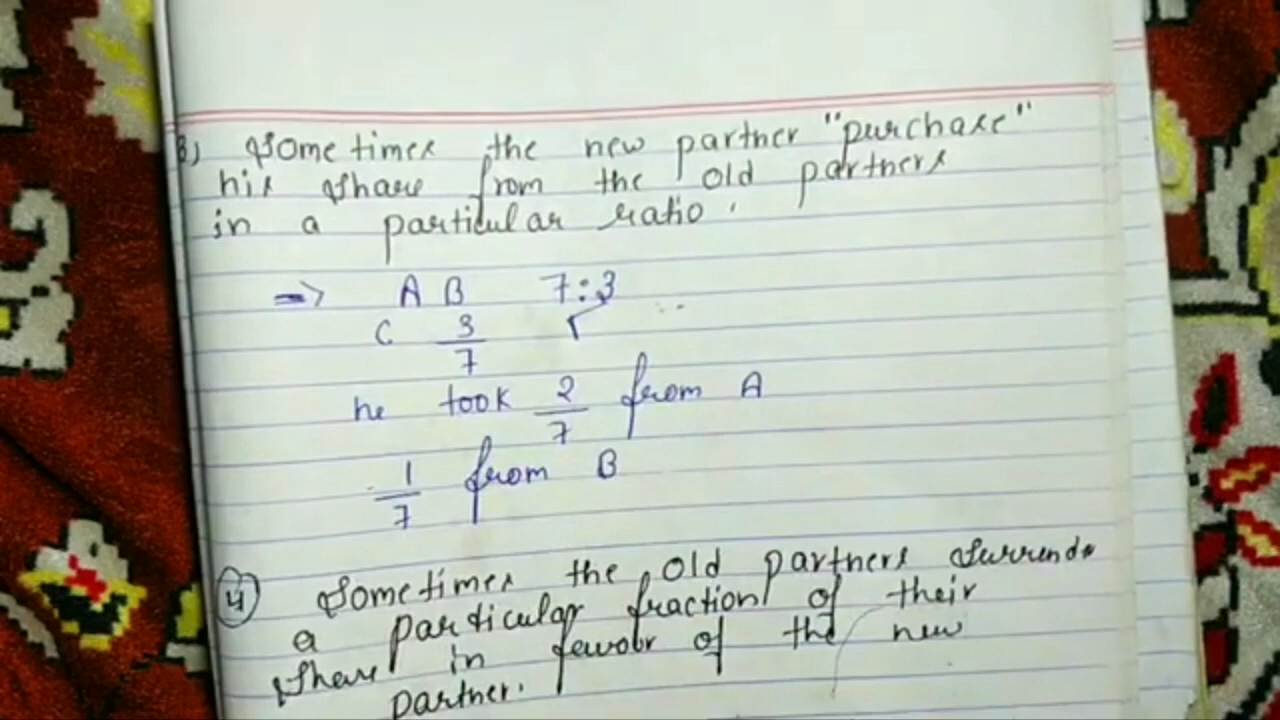 3) Sometimes the new partner "purchase"
his share from the old partners
in a particular ratio.
=> A B 7:3
C 3/7
he took 2/7 from A
1/7 from B
4 Sometimes the old partners surrende
a particular fraction of their
share in fewour of the new
partner.